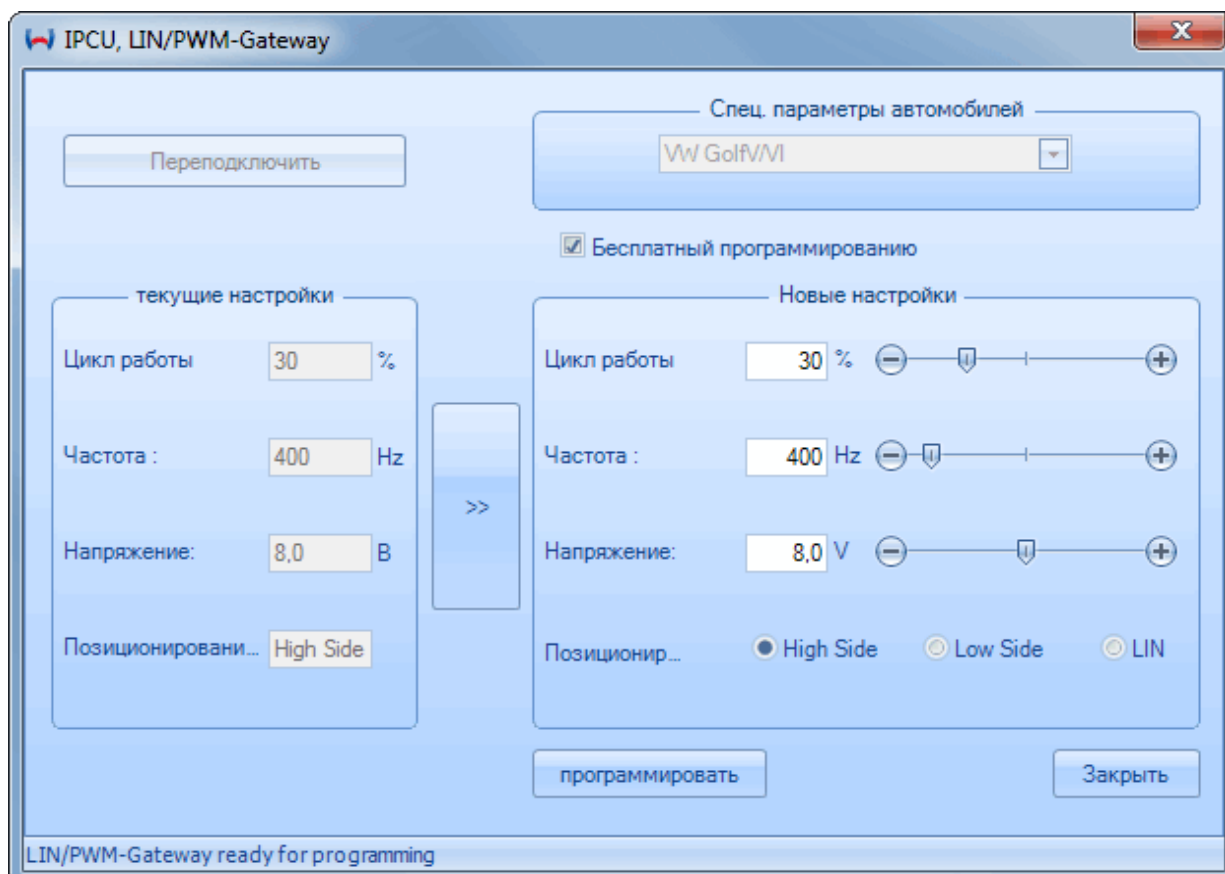 IPCU, LIN/PWM-Gateway
x
Спец. параметры автомобилей
Переподключить
VW GolfV/VI
Бесплатный программированию
текущие настройки
Цикл работы 30 %
Частота : 400 Hz
Напряжение: 8,0 В
Позиционировани... High Side
>>
Новые настройки
Цикл работы 30 %
Частота : 400 Hz
Напряжение: 8,0 V
Позиционир... High Side Low Side LIN
программировать
Закрыть
LIN/PWM-Gateway ready for programming